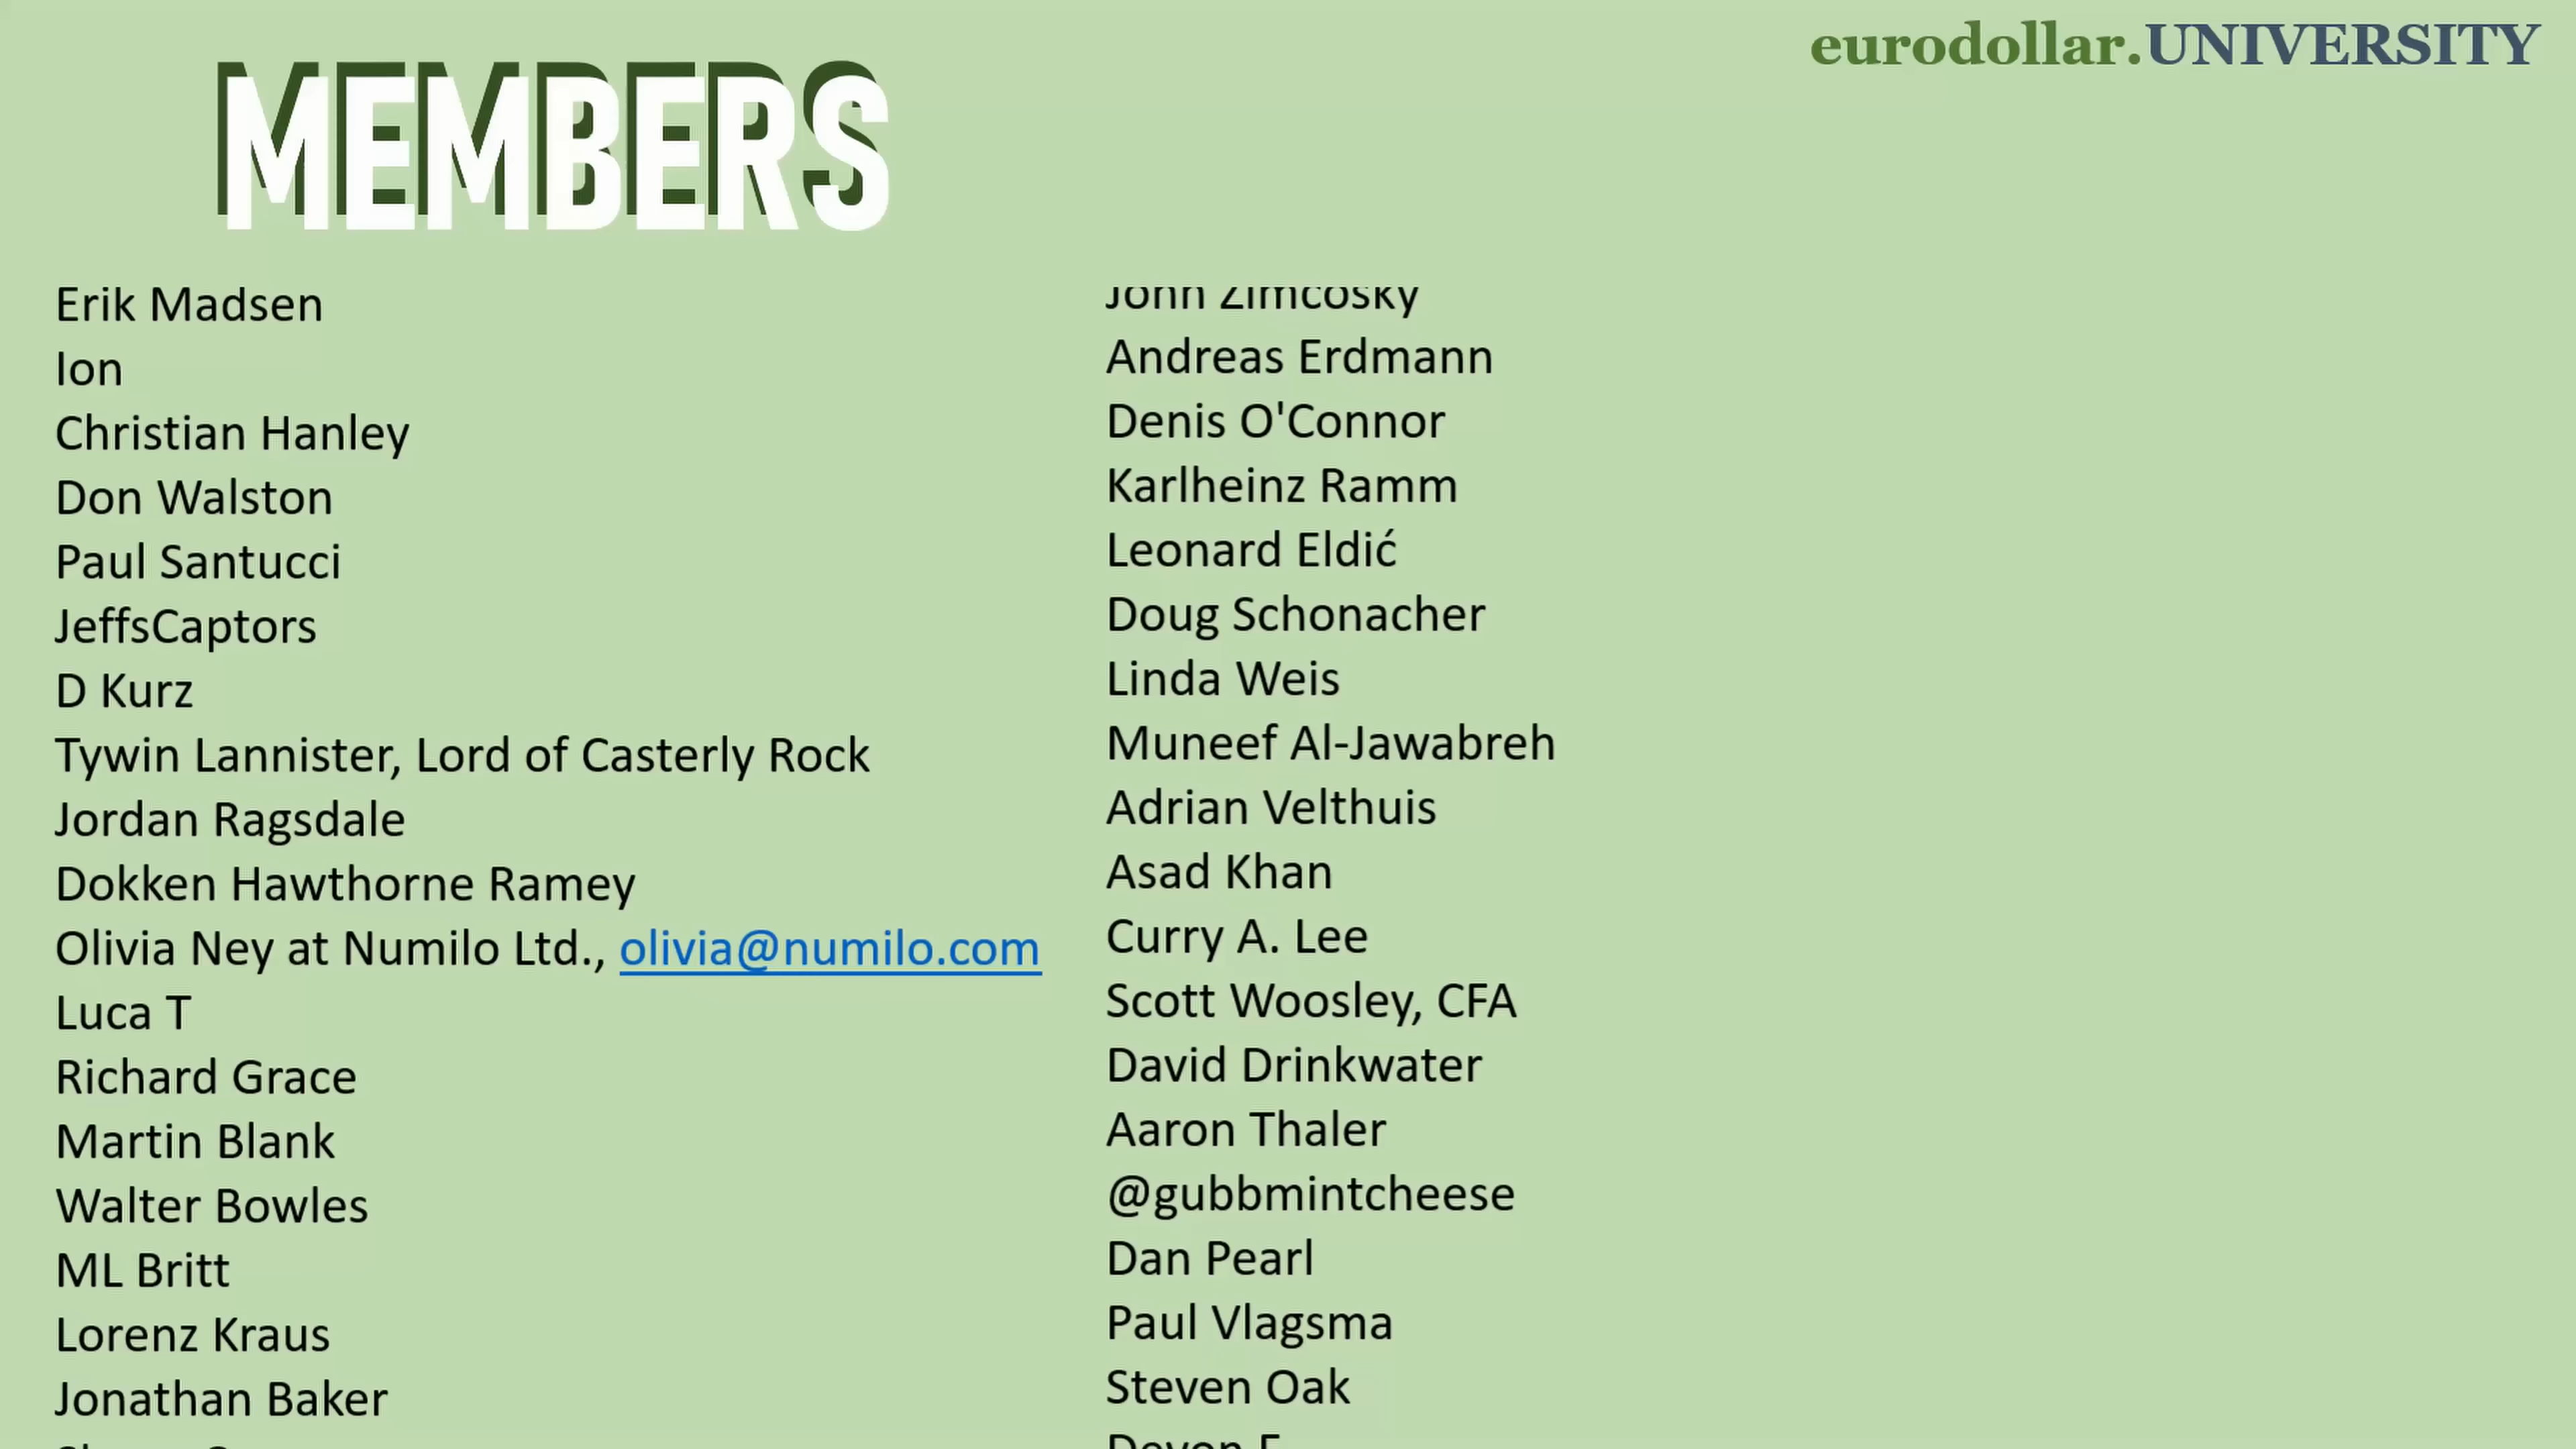 eurodollar.UNIVERSITY
MEMBERS
Erik Madsen
Ion
Christian Hanley
Don Walston
Paul Santucci
JeffsCaptors
D Kurz
Tywin Lannister, Lord of Casterly Rock
Jordan Ragsdale
Dokken Hawthorne Ramey
Olivia Ney at Numilo Ltd., olivia@numilo.com
Luca T
Richard Grace
Martin Blank
Walter Bowles
ML Britt
Lorenz Kraus
Jonathan Baker
John Zimcosky
Andreas Erdmann
Denis O'Connor
Karlheinz Ramm
Leonard Eldić
Doug Schonacher
Linda Weis
Muneef Al-Jawabreh
Adrian Velthuis
Asad Khan
Curry A. Lee
Scott Woosley, CFA
David Drinkwater
Aaron Thaler
@gubbmintcheese
Dan Pearl
Paul Vlagsma
Steven Oak